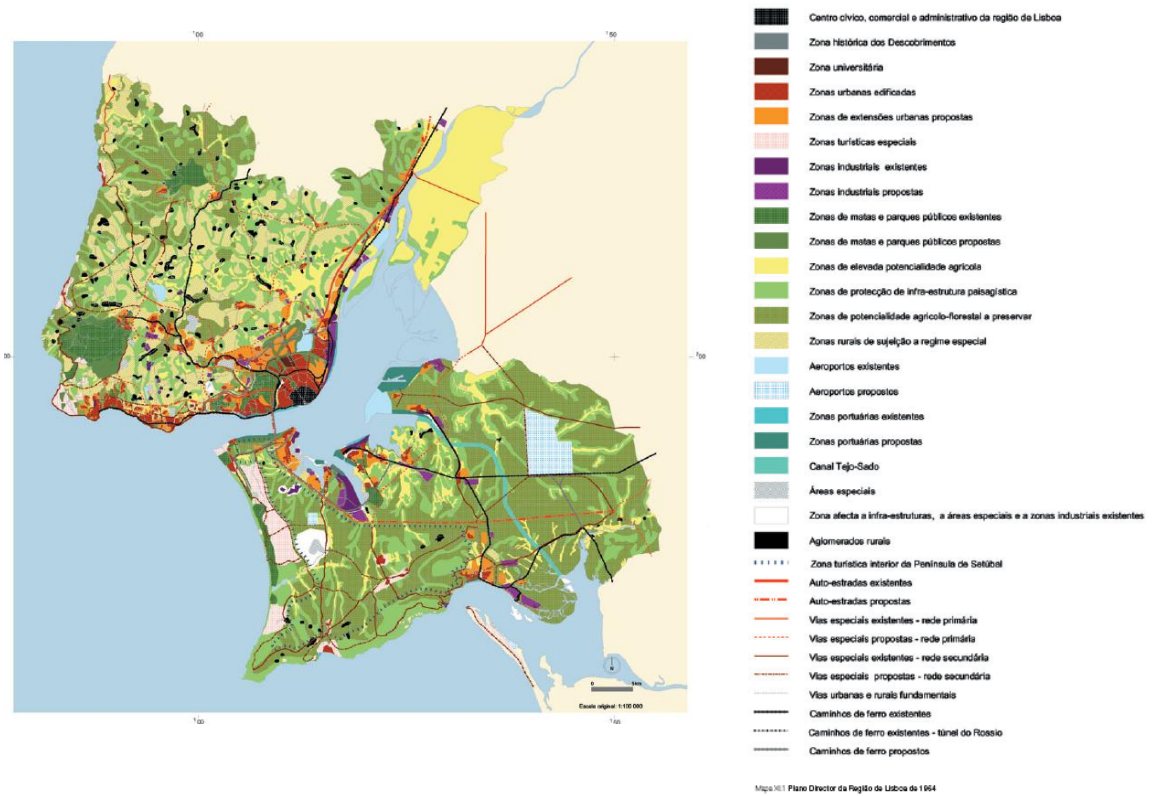 Centro cívico, comercial e administrativo da região de Lisboa
Zona histórica dos Descobrimentos
Zona universitária
Zonas urbanas edificadas
Zonas de extensões urbanas propostas
Zonas turísticas especiais
Zonas industriais existentes
Zonas industriais propostas
Zonas de matas e parques públicos existentes
Zonas de matas e parques públicos propostas
Zonas de elevada potencialidade agrícola
Zonas de protecção de infra-estrutura paisagística
Zonas de potencialidade agricolo-florestal a preservar
Zonas rurais de sujeição a regime especial
Aeroportos existentes
Aeroportos propostos
Zonas portuárias existentes
Zonas portuárias propostas
Canal Tejo-Sado
Áreas especiais
Zona afecta a infra-estruturas, a áreas especiais e a zonas industriais existentes
Aglomerados rurais
Zona turística interior da Península de Setúbal
Auto-estradas existentes
Auto-estradas propostas
Vias especiais existentes - rede primária
Vias especiais propostas - rede primária
Vias especiais existentes - rede secundária
Vias especiais propostas - rede secundária
Vias urbanas e rurais fundamentais
Caminhos de ferro existentes
Caminhos de ferro existentes - túnel do Rossio
Caminhos de ferro propostos
N
0 5km
Escala original: 1:100 000
Plano Director da Região de Lisboa de 1964